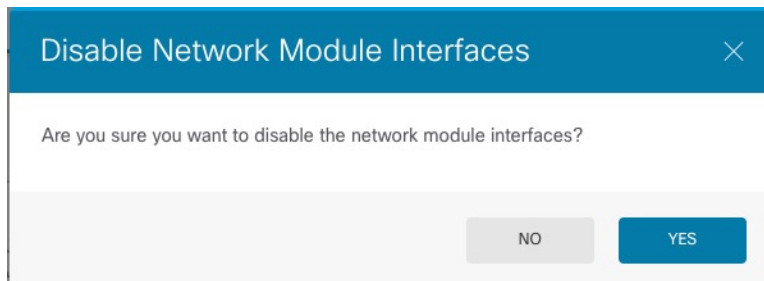 Disable Network Module Interfaces
Are you sure you want to disable the network module interfaces?
NO
YES